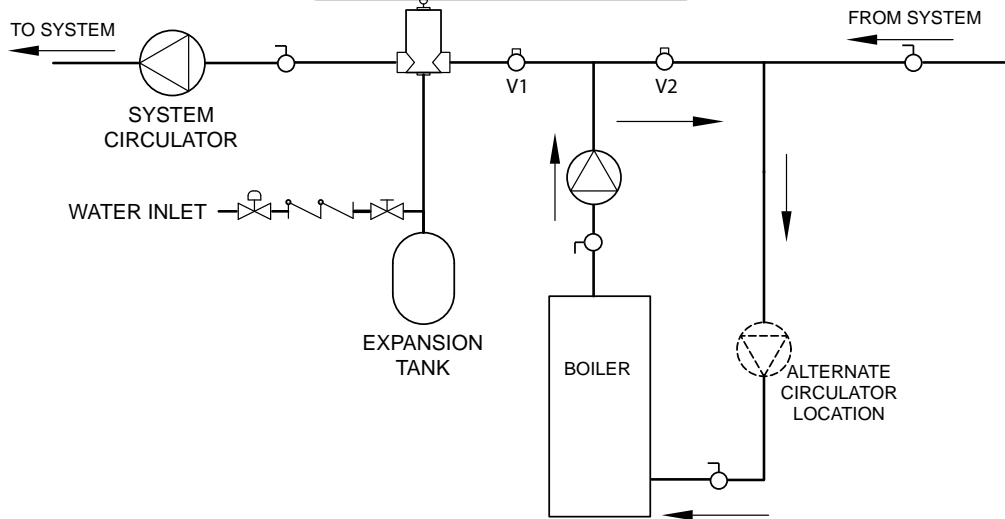 TO SYSTEM
FROM SYSTEM
SYSTEM
CIRCULATOR
V1
V2
WATER INLET
EXPANSION
TANK
BOILER
ALTERNATE
CIRCULATOR
LOCATION